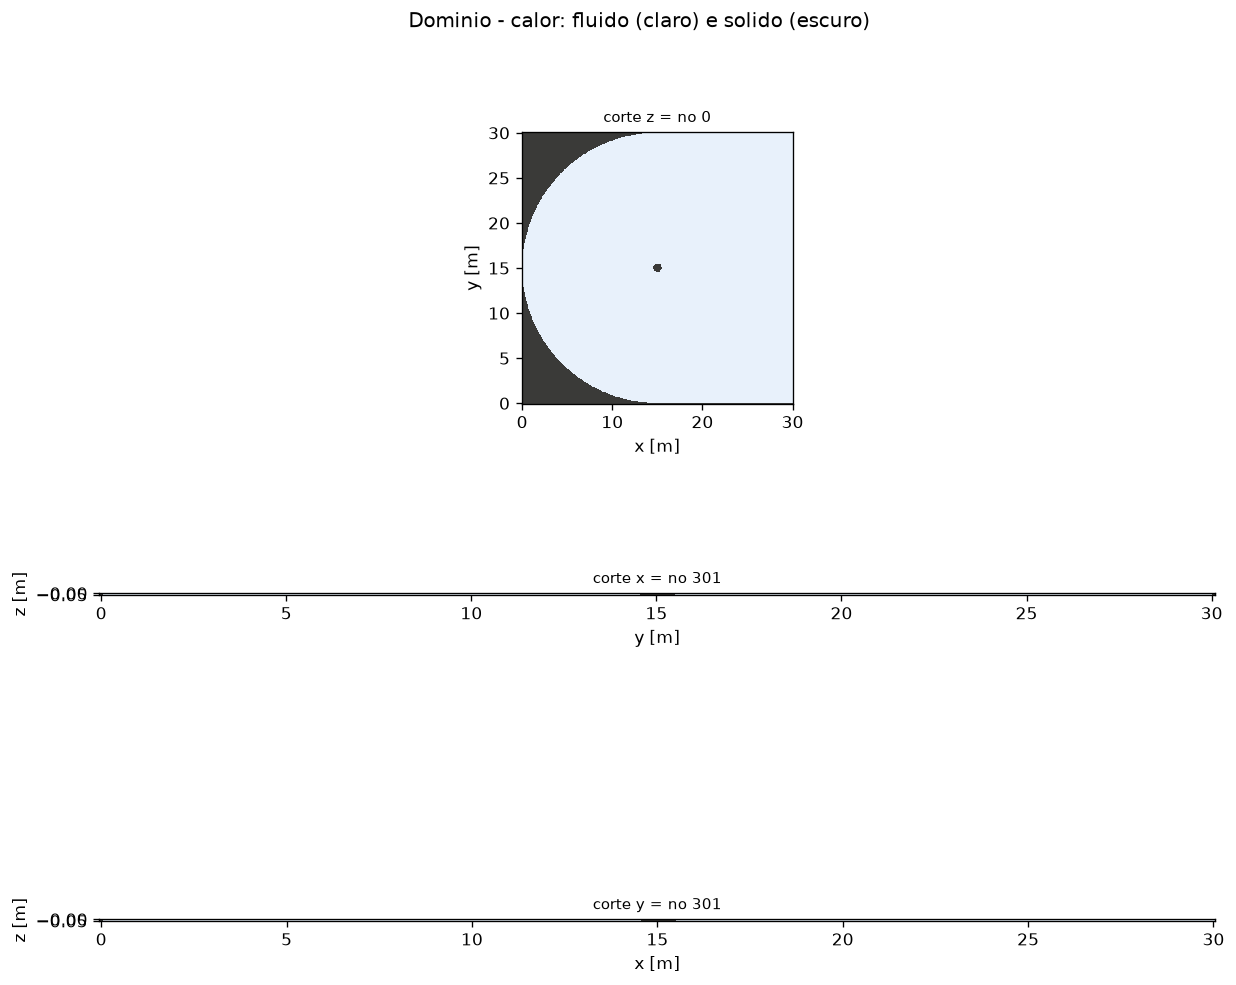 Dominio - calor: fluido (claro) e solido (escuro)
corte z = no 0
30
25
20
15
10
5
0
y [m]
0 10 20 30
x [m]
corte x = no 301
z [m]
0 5 10 15 20 25 30
y [m]
corte y = no 301
z [m]
0 5 10 15 20 25 30
x [m]